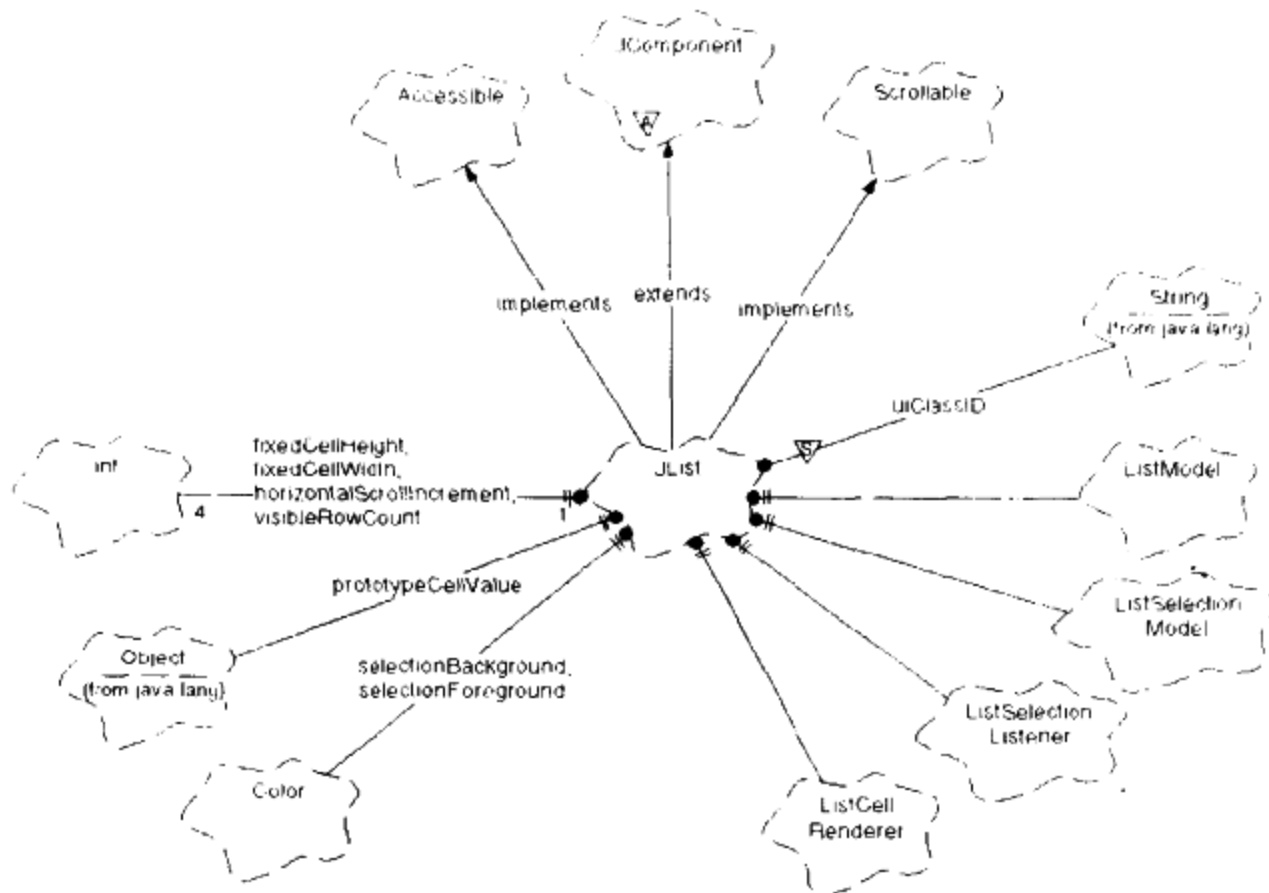 JComponent
Accessible
Scrollable
A
implements
extends
implements
String
(from java lang)
uiClassID
S
JList
ListModel
int
fixedCellHeight,
fixedCellWidth,
horizontalScrollIncrement,
visibleRowCount
4
1
prototypeCellValue
ListSelection
Model
Object
(from java lang)
selectionBackground,
selectionForeground
ListSelection
Listener
Color
ListCell
Renderer